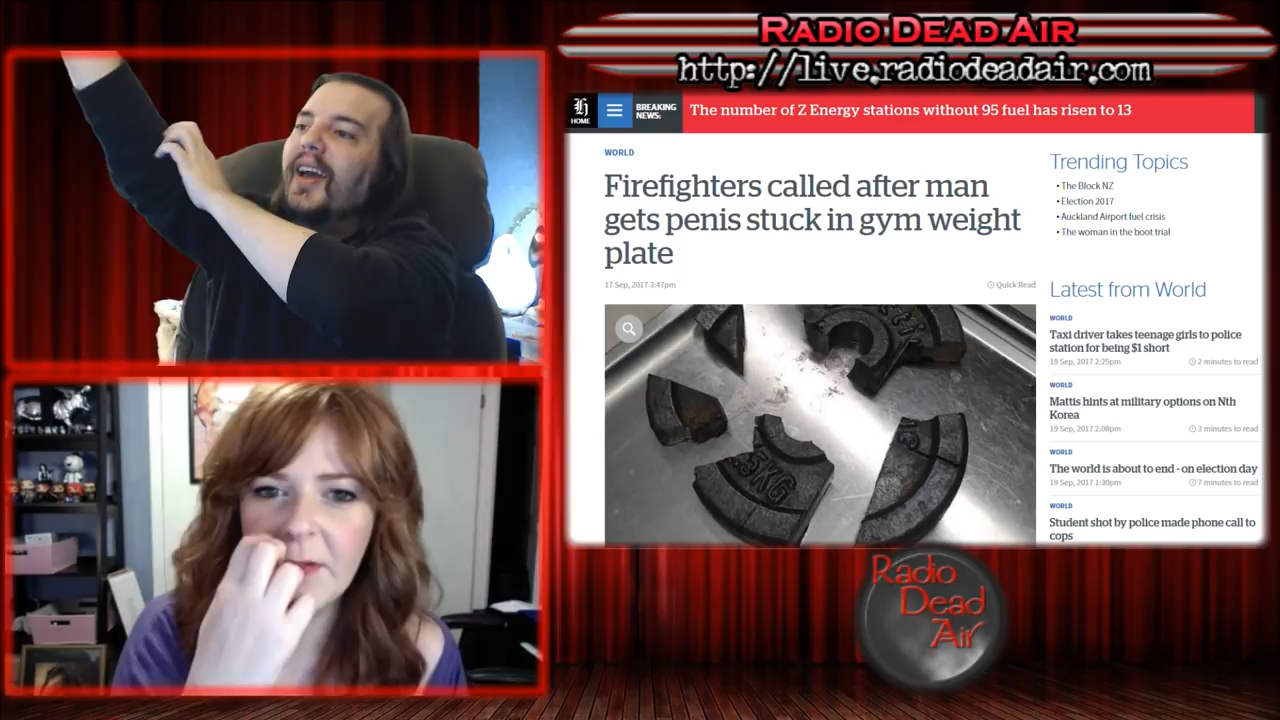 RADIO DEAD AIR
http://live.radiodeadair.com
HOME
BREAKING
NEWS:
The number of Z Energy stations without 95 fuel has risen to 13
WORLD
Firefighters called after man
gets penis stuck in gym weight
plate
17 Sep, 2017 3:47pm
Quick Read
5KG
Trending Topics
• The Block NZ
• Election 2017
• Auckland Airport fuel crisis
• The woman in the boot trial
Latest from World
WORLD
Taxi driver takes teenage girls to police
station for being $1 short
19 Sep, 2017 2:25pm
2 minutes to read
WORLD
Mattis hints at military options on Nth
Korea
19 Sep, 2017 2:08pm
3 minutes to read
WORLD
The world is about to end - on election day
19 Sep, 2017 1:30pm
7 minutes to read
WORLD
Student shot by police made phone call to
cops
Radio
Dead
Air